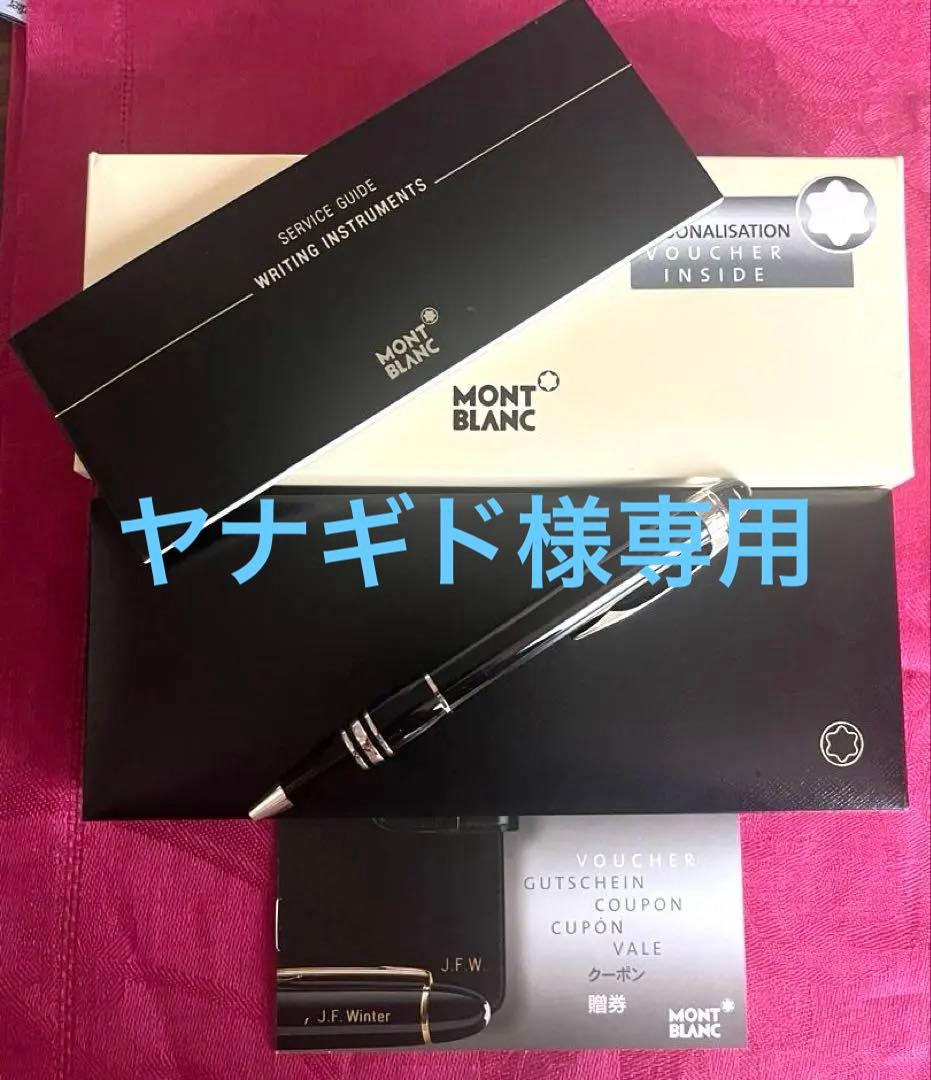 SERVICE GUIDE
WRITING INSTRUMENTS
MONT
BLANC
ONALISATION
VOUCHER
INSIDE
MONT
BLANC
ヤナギド様専用
VOUCHER
GUTSCHEIN
COUPON
CUPÓN
VALE
クーポン
贈券
J.F.W.
J.F. Winter
MONT
BLANC